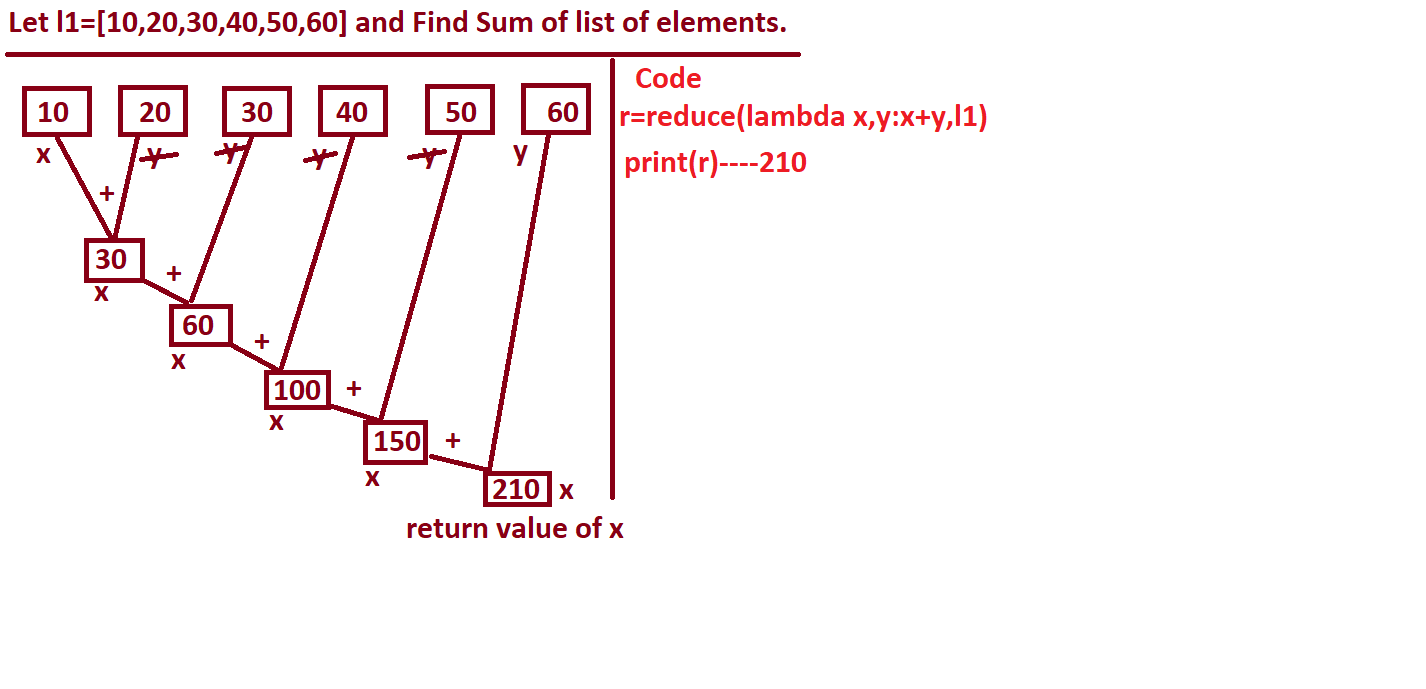 Let l1=[10,20,30,40,50,60] and Find Sum of list of elements.
Code
r=reduce(lambda x,y:x+y,l1)
print(r)----210
10 20 30 40 50 60
x y y y y y
+
30
x
+
60
x
+
100
x
+
150
x
+
210 x
return value of x